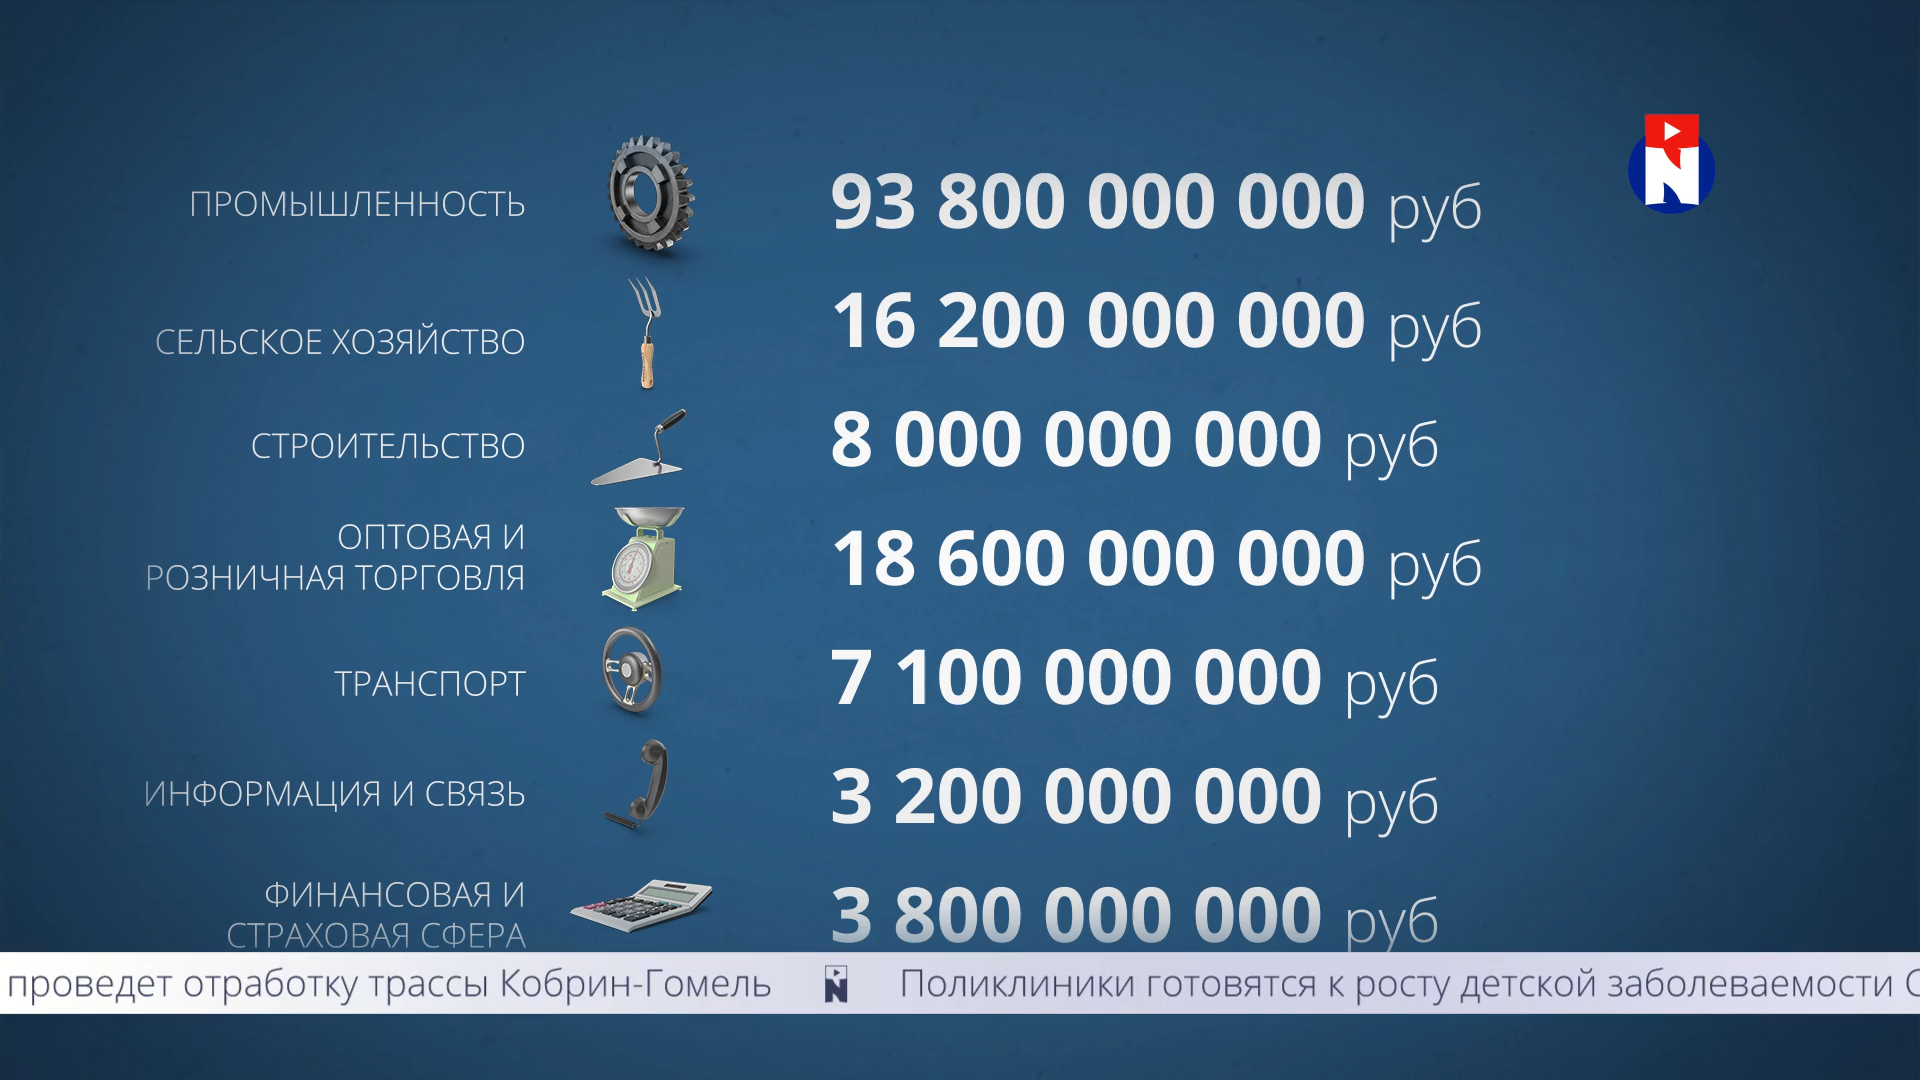 ПРОМЫШЛЕННОСТЬ 93 800 000 000 руб
СЕЛЬСКОЕ ХОЗЯЙСТВО 16 200 000 000 руб
СТРОИТЕЛЬСТВО 8 000 000 000 руб
ОПТОВАЯ И
РОЗНИЧНАЯ ТОРГОВЛЯ 18 600 000 000 руб
ТРАНСПОРТ 7 100 000 000 руб
ИНФОРМАЦИЯ И СВЯЗЬ 3 200 000 000 руб
ФИНАНСОВАЯ И
СТРАХОВАЯ СФЕРА 3 800 000 000 руб
проведет отработку трассы Кобрин-Гомель N Поликлиники готовятся к росту детской заболеваемости
N